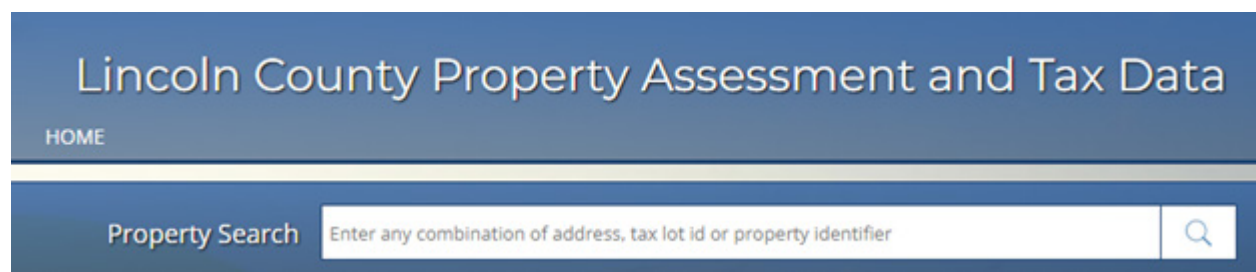 Lincoln County Property Assessment and Tax Data
HOME
Property Search Enter any combination of address, tax lot id or property identifier